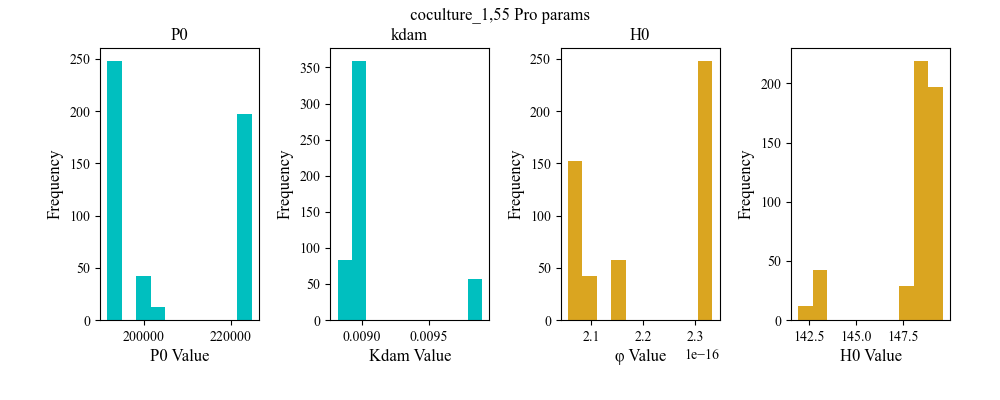 coculture_1,55 Pro params
P0
kdam
H0
250
200
150
100
50
0
Frequency
200000
220000
P0 Value
350
300
250
200
150
100
50
0
Frequency
0.0090
0.0095
Kdam Value
250
200
150
100
50
0
Frequency
2.1
2.2
2.3
1e−16
φ Value
200
150
100
50
0
Frequency
142.5
145.0
147.5
H0 Value